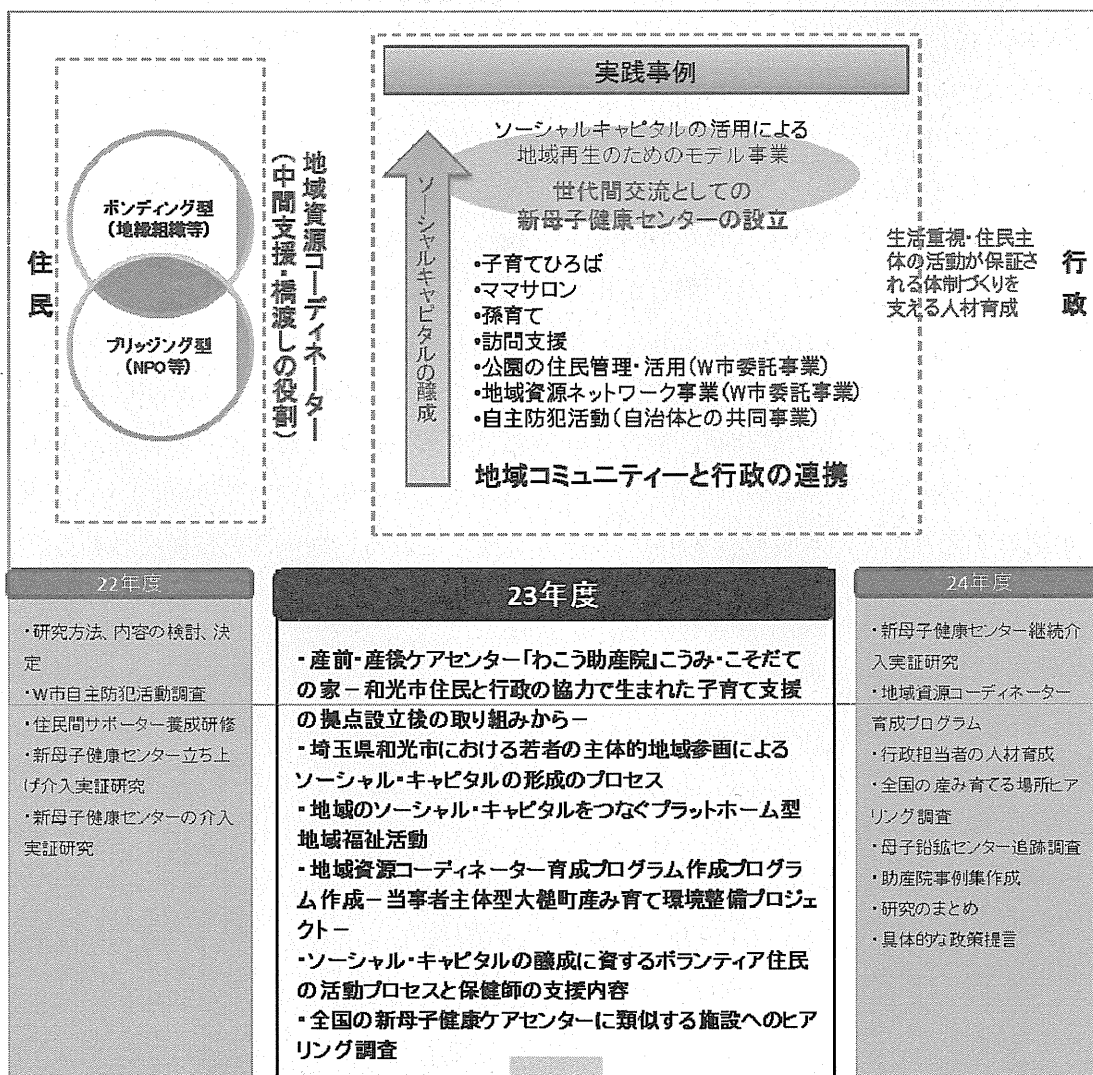 実践事例
ソーシャルキャピタルの活用による
地域再生のためのモデル事業
世代間交流としての
新母子健康センターの設立
住民
ボンディング型
(地縁組織等)
ブリッジング型
(NPO等)
地域資源コーディネーター
(中間支援・橋渡しの役割)
ソーシャルキャピタルの醸成
•子育てひろば
•ママサロン
•孫育て
•訪問支援
•公園の住民管理・活用(W市委託事業)
•地域資源ネットワーク事業(W市委託事業)
•自主防犯活動(自治体との共同事業)
地域コミュニティーと行政の連携
生活重視・住民主
体の活動が保証さ
れる体制づくりを
支える人材育成
行政
22年度
・研究方法、内容の検討、決
定
・W市自主防犯活動調査
・住民間サポーター養成研修
・新母子健康センター立ち上
げ介入実証研究
・新母子健康センターの介入
実証研究
23年度
・産前・産後ケアセンター「わこう助産院」こうみ・こそだて
の家－和光市住民と行政の協力で生まれた子育て支援
の拠点設立後の取り組みから－
・埼玉県和光市における若者の主体的地域参画による
ソーシャル・キャピタルの形成のプロセス
・地域のソーシャル・キャピタルをつなぐプラットホーム型
地域福祉活動
・地域資源コーディネーター育成プログラム作成プログラ
ム作成－当事者主体型大槌町産み育て環境整備プロジェ
クト－
・ソーシャル・キャピタルの醸成に資するボランティア住民
の活動プロセスと保健師の支援内容
・全国の新母子健康ケアセンターに類似する施設へのヒア
リング調査
24年度
・新母子健康センター継続介
入実証研究
・地域資源コーディネーター
育成プログラム
・行政担当者の人材育成
・全国の産み育てる場所ヒア
リング調査
・母子鉛鉱センター追跡調査
・助産院事例集作成
・研究のまとめ
・具体的な政策提言